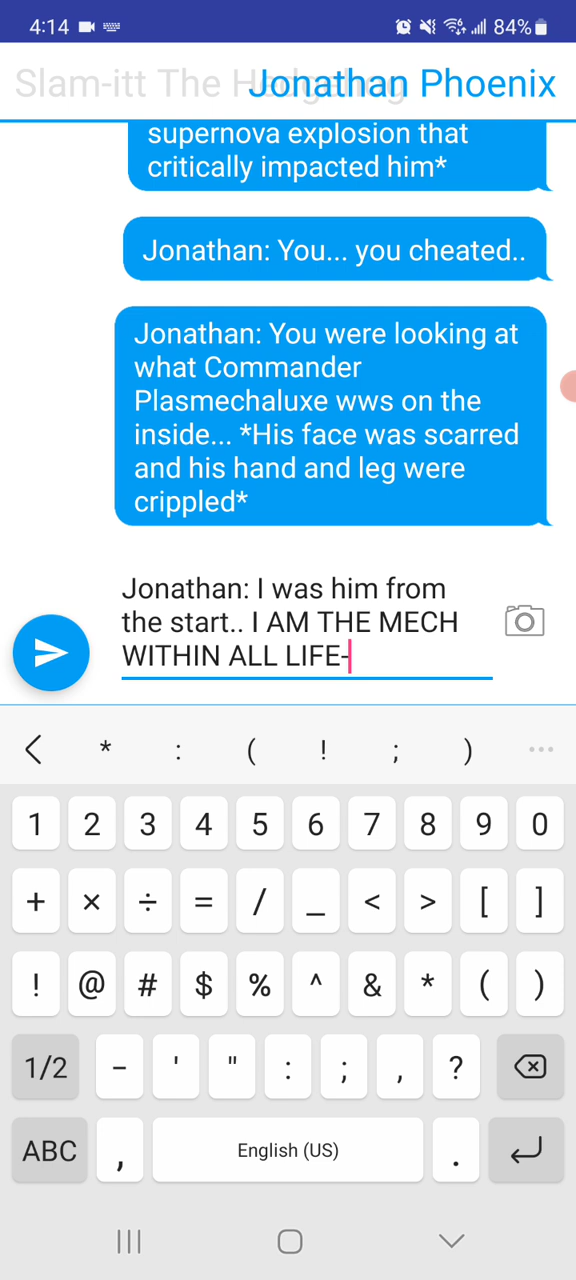 4:14 84%
Slam-itt The Hedgehog Jonathan Phoenix
supernova explosion that
critically impacted him*
Jonathan: You... you cheated..
Jonathan: You were looking at
what Commander
Plasmechaluxe wws on the
inside... *His face was scarred
and his hand and leg were
crippled*
Jonathan: I was him from
the start.. I AM THE MECH
WITHIN ALL LIFE-
* : ( ! ; )
1 2 3 4 5 6 7 8 9 0
+ × ÷ = / _ < > [ ]
! @ # $ % ^ & * ( )
1/2 - ' " : ; , ?
ABC , English (US) .